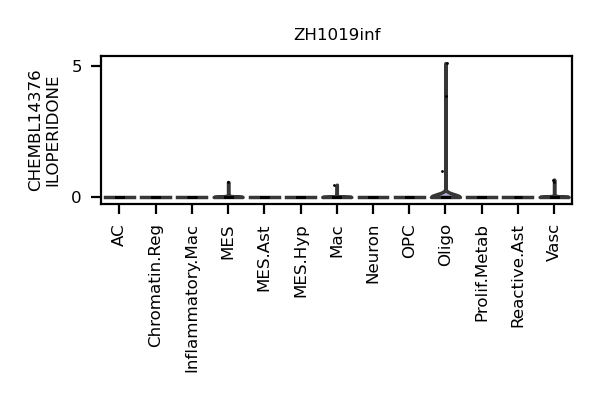 ZH1019inf
CHEMBL14376
ILOPERIDONE
5
0
AC
Chromatin.Reg
Inflammatory.Mac
MES
MES.Ast
MES.Hyp
Mac
Neuron
OPC
Oligo
Prolif.Metab
Reactive.Ast
Vasc